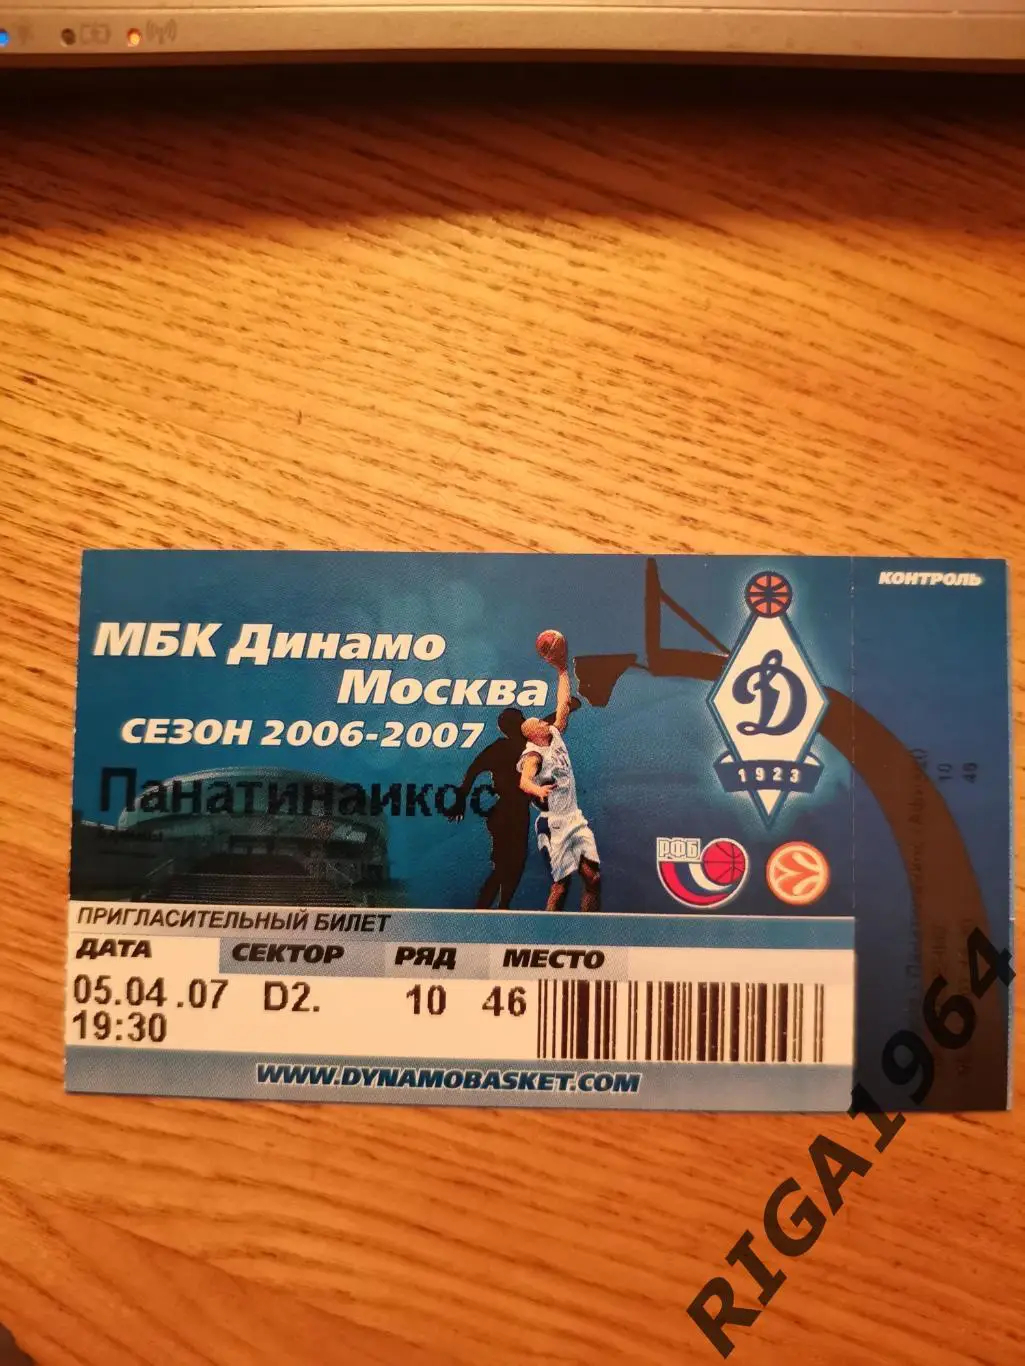 МБК Динамо
Москва
СЕЗОН 2006-2007
Панатинаикос
ПРИГЛАСИТЕЛЬНЫЙ БИЛЕТ
ДАТА СЕКТОР РЯД МЕСТО
05.04.07 D2. 10 46
19:30
WWW.DYNAMOBASKET.COM
Д
1923
РФБ
КОНТРОЛЬ
10
46
RIGA1964